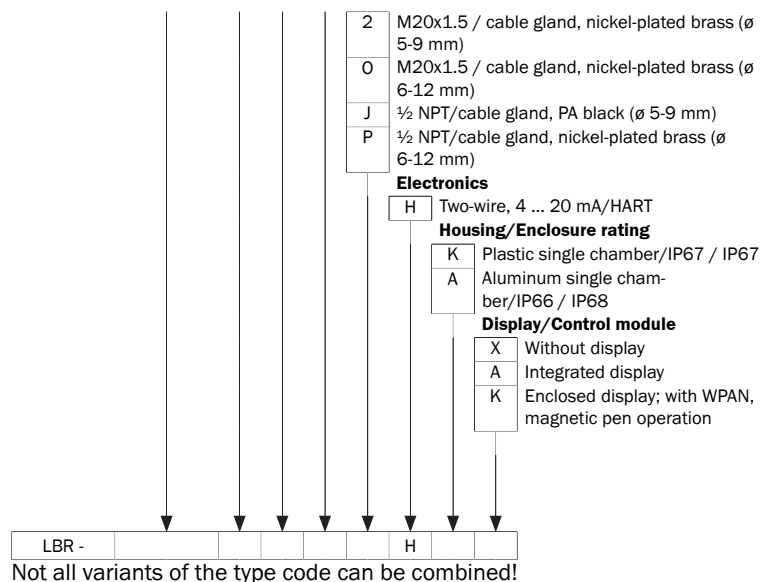 2 M20x1.5 / cable gland, nickel-plated brass (ø
5-9 mm)
0 M20x1.5 / cable gland, nickel-plated brass (ø
6-12 mm)
J ½ NPT/cable gland, PA black (ø 5-9 mm)
P ½ NPT/cable gland, nickel-plated brass (ø
6-12 mm)
Electronics
H Two-wire, 4 ... 20 mA/HART
Housing/Enclosure rating
K Plastic single chamber/IP67 / IP67
A Aluminum single cham-
ber/IP66 / IP68
Display/Control module
X Without display
A Integrated display
K Enclosed display; with WPAN,
magnetic pen operation
LBR - H
Not all variants of the type code can be combined!